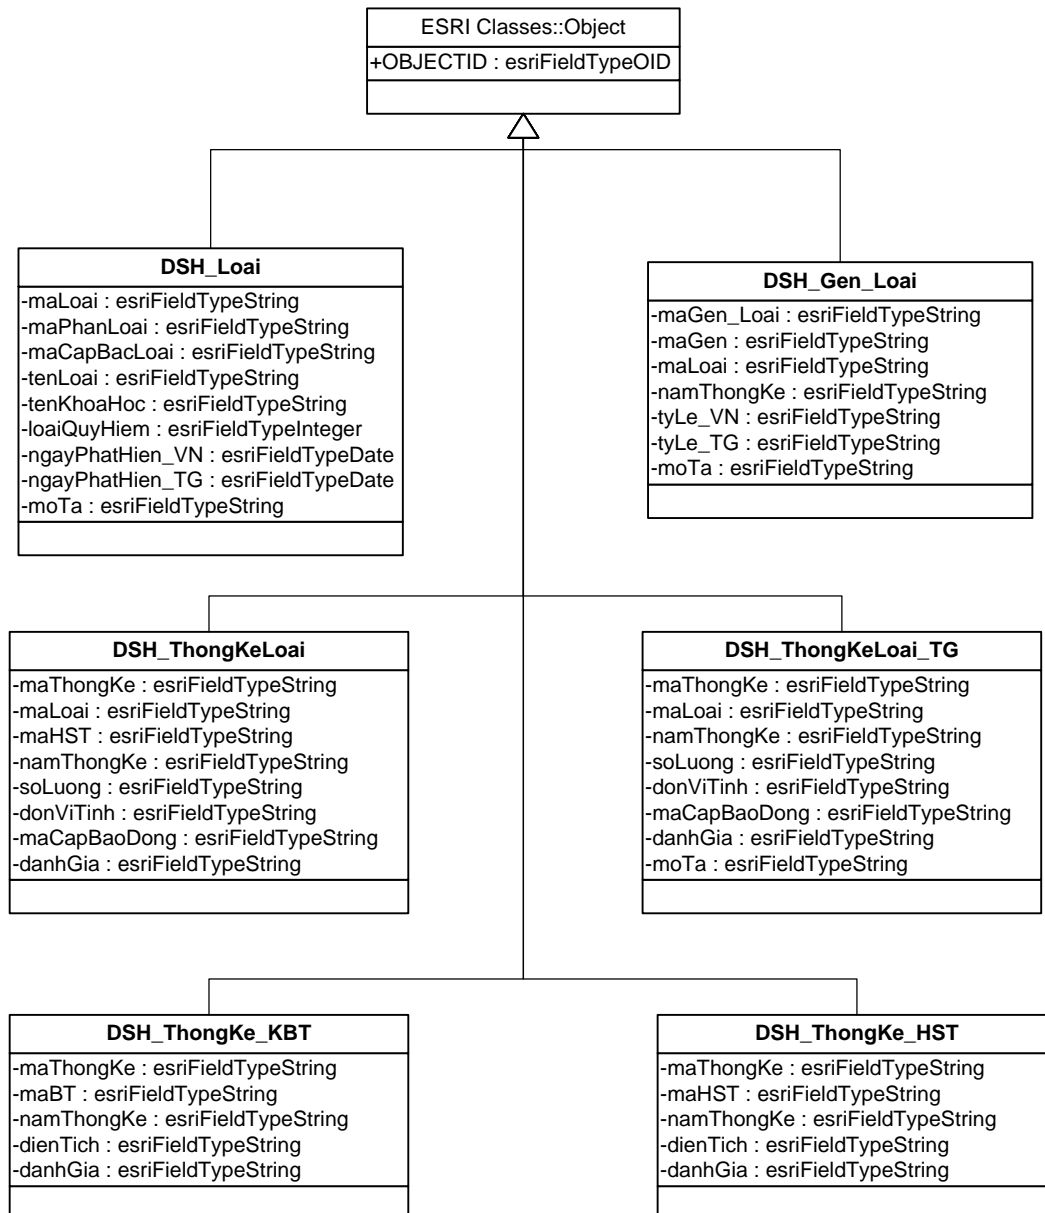 ESRI Classes::Object
+OBJECTID : esriFieldTypeOID
DSH_Loai
-maLoai : esriFieldTypeString
-maPhanLoai : esriFieldTypeString
-maCapBacLoai : esriFieldTypeString
-tenLoai : esriFieldTypeString
-tenKhoaHoc : esriFieldTypeString
-loaiQuyHiem : esriFieldTypeInteger
-ngayPhatHien_VN : esriFieldTypeDate
-ngayPhatHien_TG : esriFieldTypeDate
-moTa : esriFieldTypeString
DSH_Gen_Loai
-maGen_Loai : esriFieldTypeString
-maGen : esriFieldTypeString
-maLoai : esriFieldTypeString
-namThongKe : esriFieldTypeString
-tyLe_VN : esriFieldTypeString
-tyLe_TG : esriFieldTypeString
-moTa : esriFieldTypeString
DSH_ThongKeLoai
-maThongKe : esriFieldTypeString
-maLoai : esriFieldTypeString
-maHST : esriFieldTypeString
-namThongKe : esriFieldTypeString
-soLuong : esriFieldTypeString
-donViTinh : esriFieldTypeString
-maCapBaoDong : esriFieldTypeString
-danhGia : esriFieldTypeString
DSH_ThongKeLoai_TG
-maThongKe : esriFieldTypeString
-maLoai : esriFieldTypeString
-namThongKe : esriFieldTypeString
-soLuong : esriFieldTypeString
-donViTinh : esriFieldTypeString
-maCapBaoDong : esriFieldTypeString
-danhGia : esriFieldTypeString
-moTa : esriFieldTypeString
DSH_ThongKe_KBT
-maThongKe : esriFieldTypeString
-maBT : esriFieldTypeString
-namThongKe : esriFieldTypeString
-dienTich : esriFieldTypeString
-danhGia : esriFieldTypeString
DSH_ThongKe_HST
-maThongKe : esriFieldTypeString
-maHST : esriFieldTypeString
-namThongKe : esriFieldTypeString
-dienTich : esriFieldTypeString
-danhGia : esriFieldTypeString